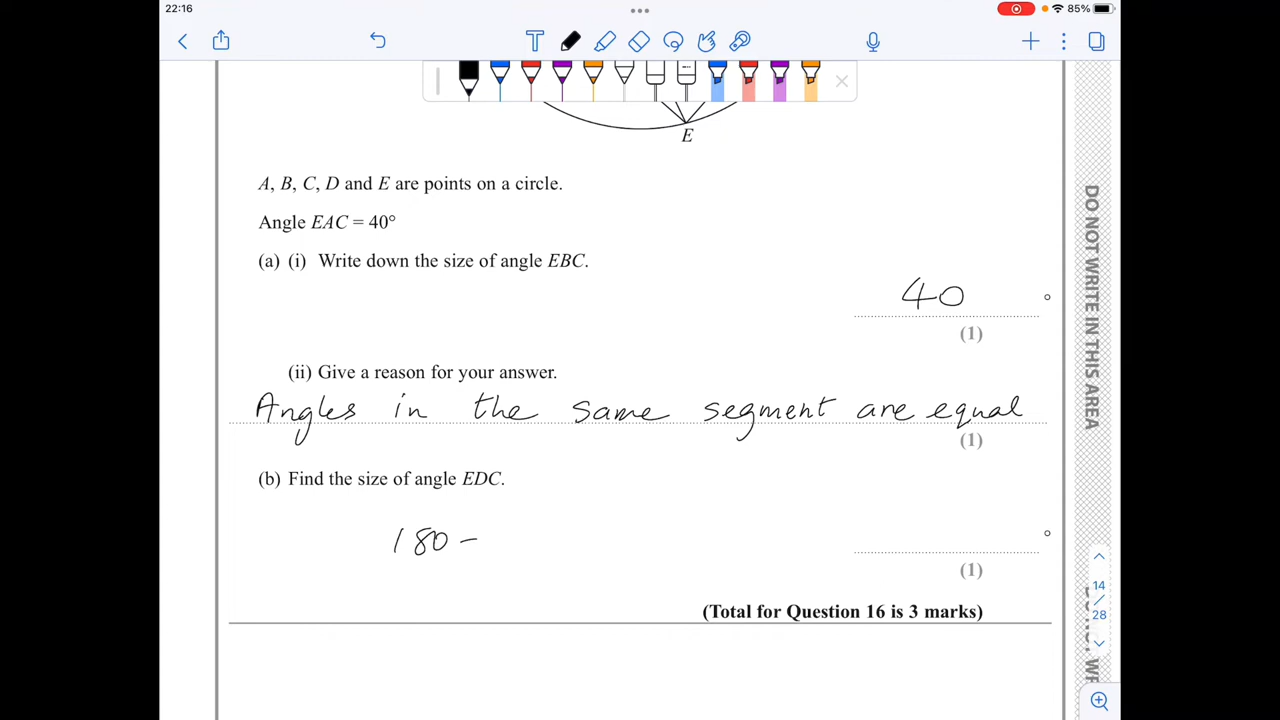 22:16
85%
E
A, B, C, D and E are points on a circle.
Angle EAC = 40°
(a) (i) Write down the size of angle EBC.
40 °
(1)
(ii) Give a reason for your answer.
Angles in the same segment are equal
(1)
(b) Find the size of angle EDC.
180 -
°
(1)
(Total for Question 16 is 3 marks)
DO NOT WRITE IN THIS AREA
14
/
28